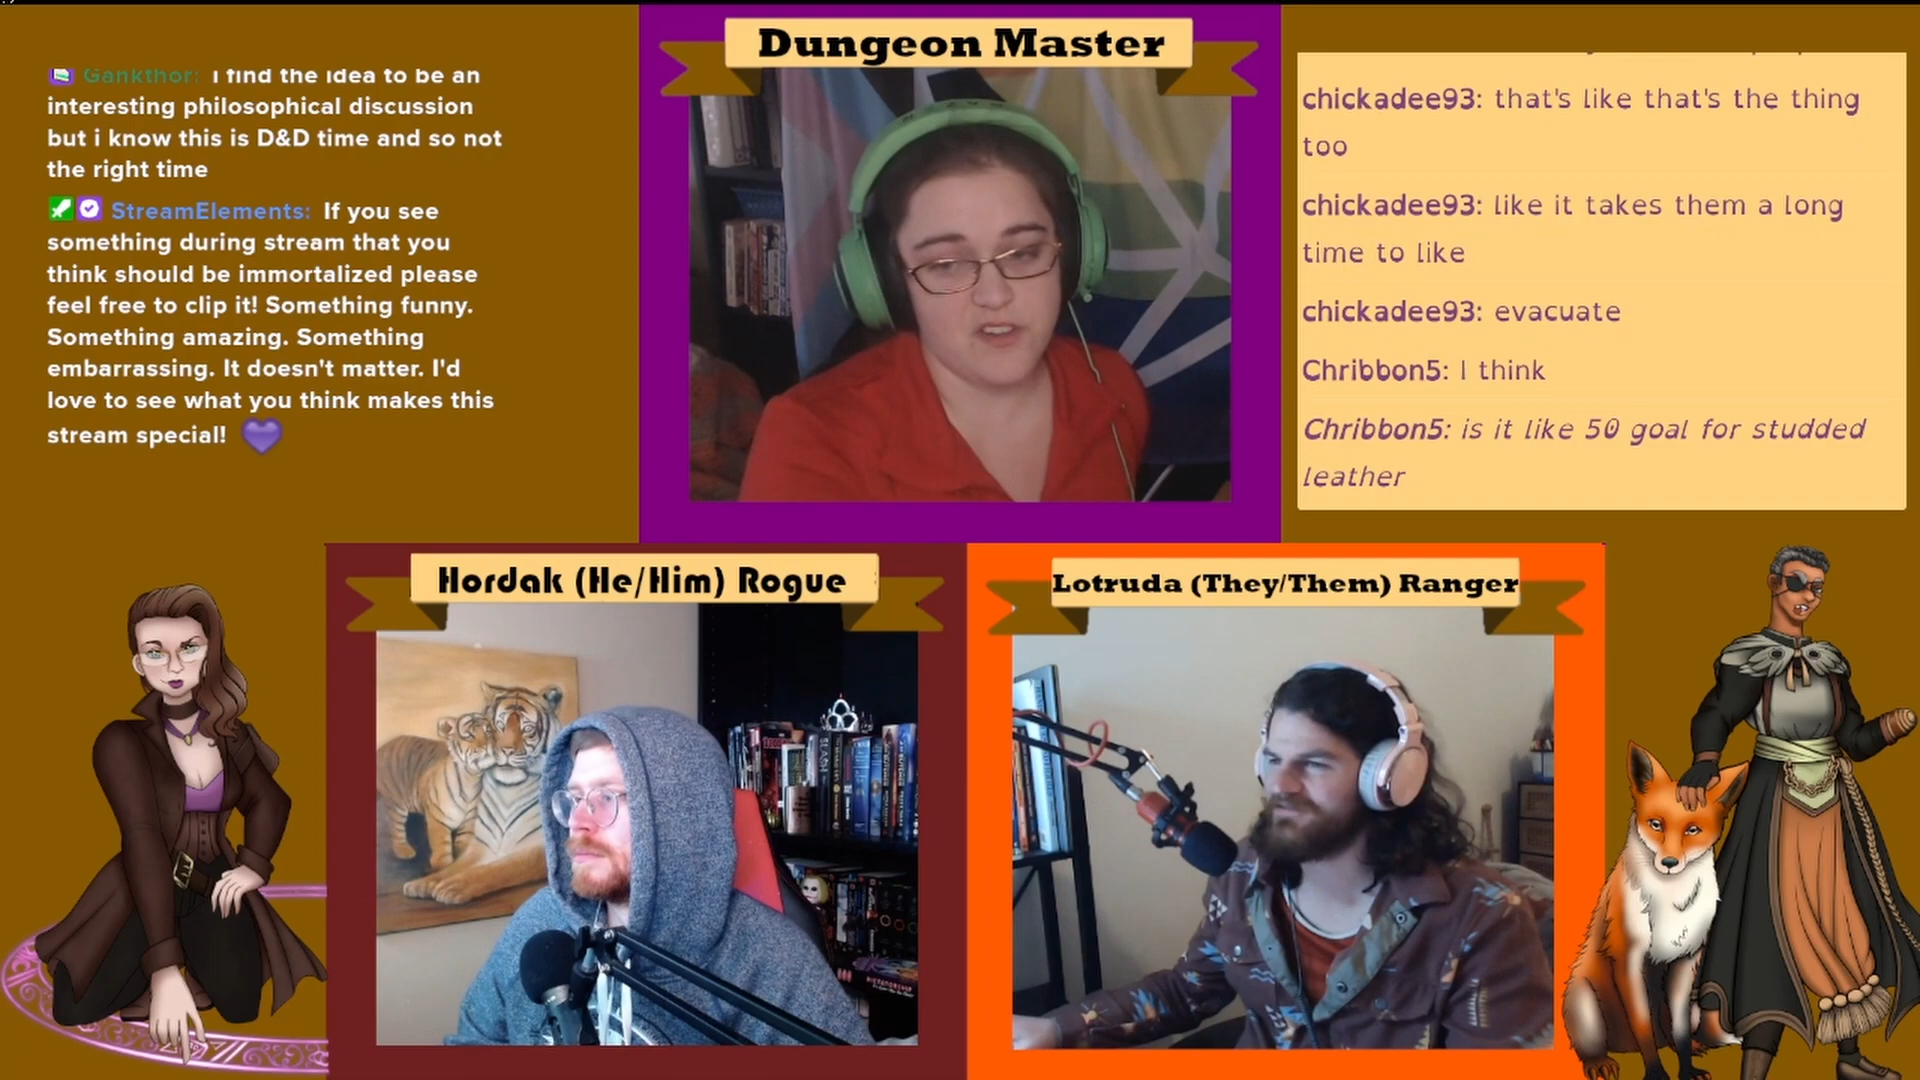 Dungeon Master
Gankthor: i find the idea to be an
interesting philosophical discussion
but i know this is D&D time and so not
the right time
StreamElements: If you see
something during stream that you
think should be immortalized please
feel free to clip it! Something funny.
Something amazing. Something
embarrassing. It doesn't matter. I'd
love to see what you think makes this
stream special!
chickadee93: that's like that's the thing
too
chickadee93: like it takes them a long
time to like
chickadee93: evacuate
Chribbon5: I think
Chribbon5: is it like 50 goal for studded
leather
Hordak (He/Him) Rogue
Lotruda (They/Them) Ranger